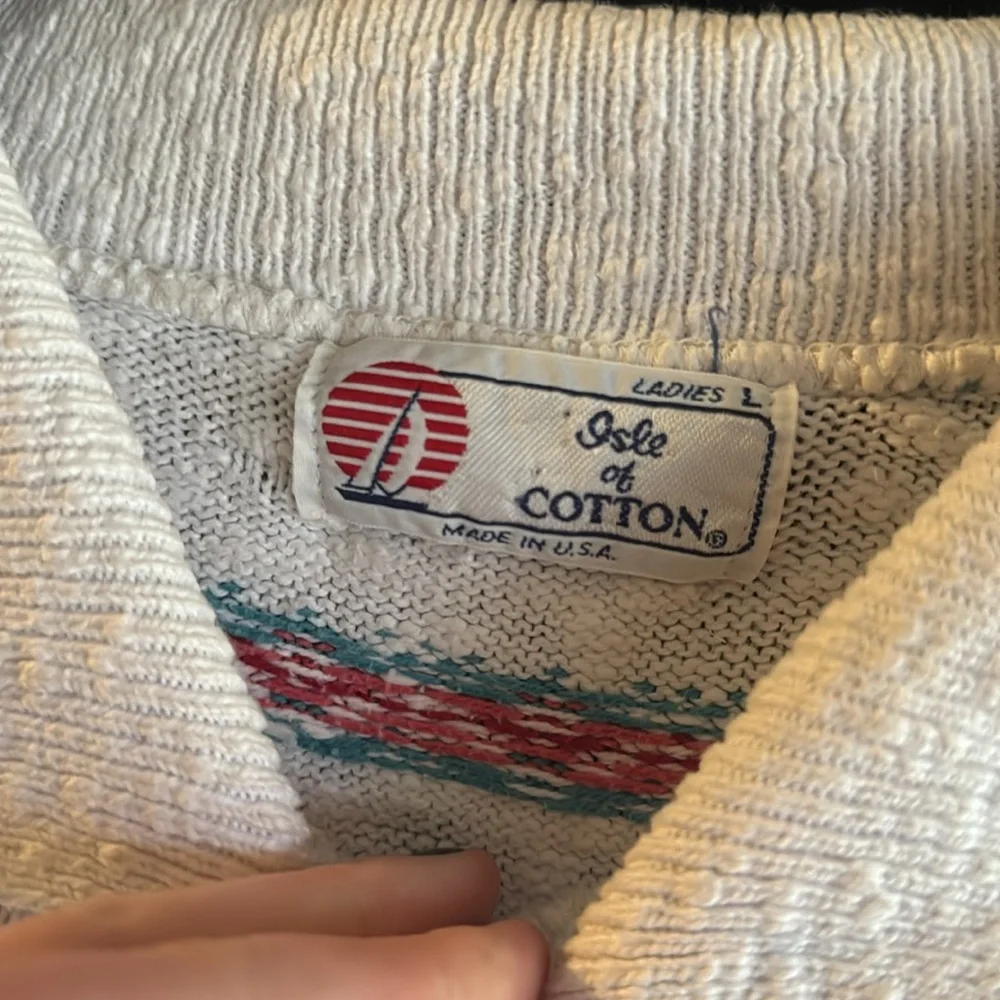 LADIES L
Isle
of
COTTON®
MADE IN U.S.A.